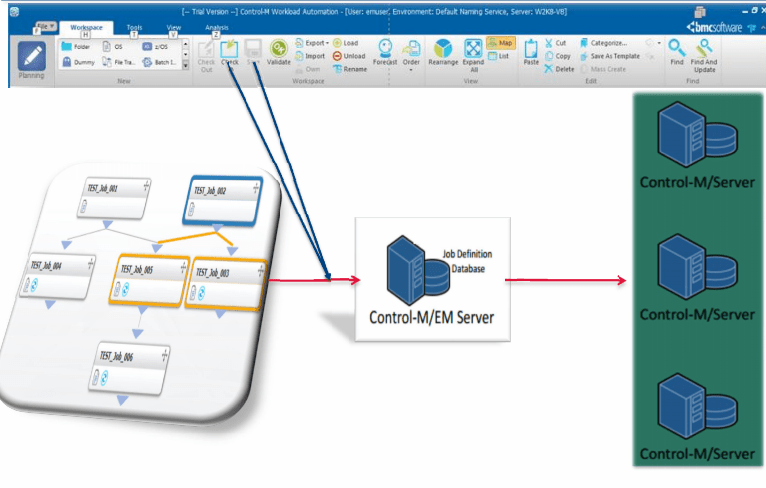 [-- Trial Version --] Control-M Workload Automation - [User: emuser, Environment: Default Naming Service, Server: W2K8-V8]
File
Workspace
Tools
View
Analysis
F
H
T
V
Z
bmcsoftware
Planning
Folder
OS
z/OS
Dummy
File Tra...
Batch I...
New
Check
Out
Check
Validate
Export
Import
Own
Load
Unload
Rename
Workspace
Forecast
Order
Rearrange
Expand
All
Map
List
View
Paste
Cut
Copy
Delete
Categorize...
Save As Template
Mass Create
Edit
Find
Find And
Update
Find
TEST_Job_001
TEST_Job_002
TEST_Job_004
TEST_Job_005
TEST_Job_003
TEST_Job_006
Job Definition
Database
Control-M/EM Server
Control-M/Server
Control-M/Server
Control-M/Server